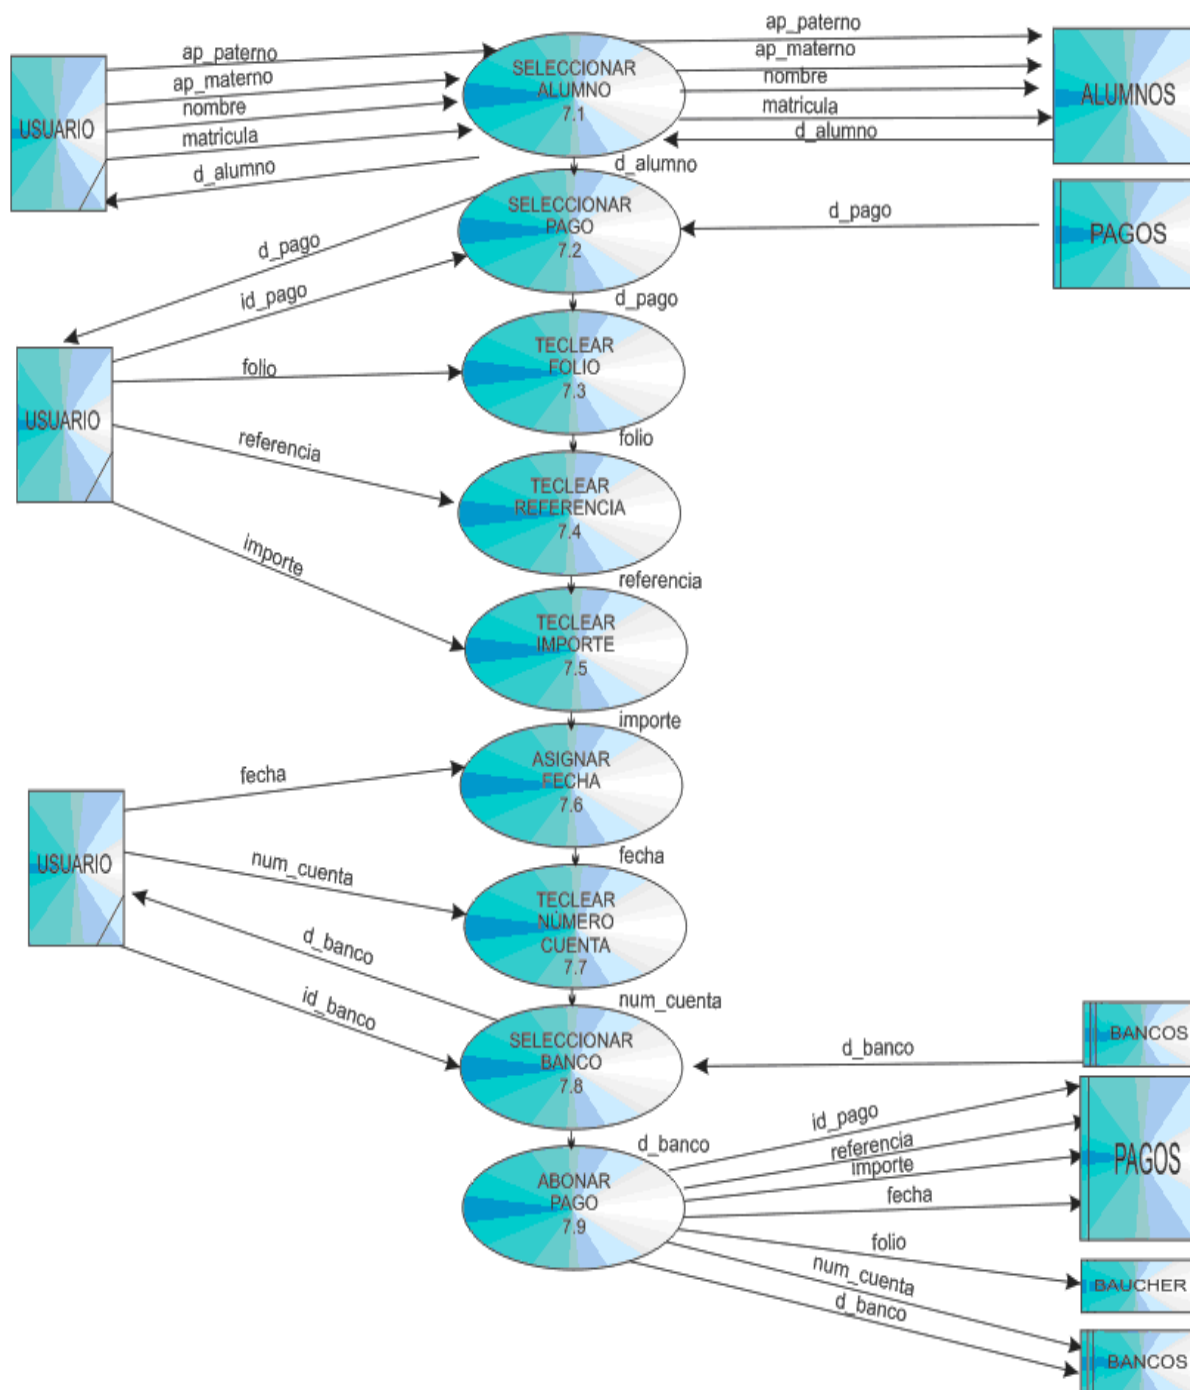 ap_paterno
ap_materno
nombre
matricula
d_alumno
USUARIO
SELECCIONAR
ALUMNO
7.1
ap_paterno
ap_materno
nombre
matricula
d_alumno
ALUMNOS
d_alumno
SELECCIONAR
PAGO
7.2
d_pago
PAGOS
d_pago
id_pago
d_pago
USUARIO
folio
TECLEAR
FOLIO
7.3
folio
referencia
TECLEAR
REFERENCIA
7.4
referencia
importe
TECLEAR
IMPORTE
7.5
importe
fecha
ASIGNAR
FECHA
7.6
fecha
USUARIO
num_cuenta
TECLEAR
NÚMERO
CUENTA
7.7
num_cuenta
d_banco
id_banco
SELECCIONAR
BANCO
7.8
d_banco
BANCOS
d_banco
ABONAR
PAGO
7.9
id_pago
referencia
importe
fecha
PAGOS
folio
BAUCHER
num_cuenta
d_banco
BANCOS